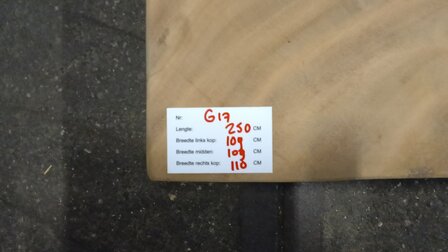 Nr: G17
Lengte: 250 CM
Breedte links kop: 109 CM
Breedte midden: 109 CM
Breedte rechts kop: 110 CM